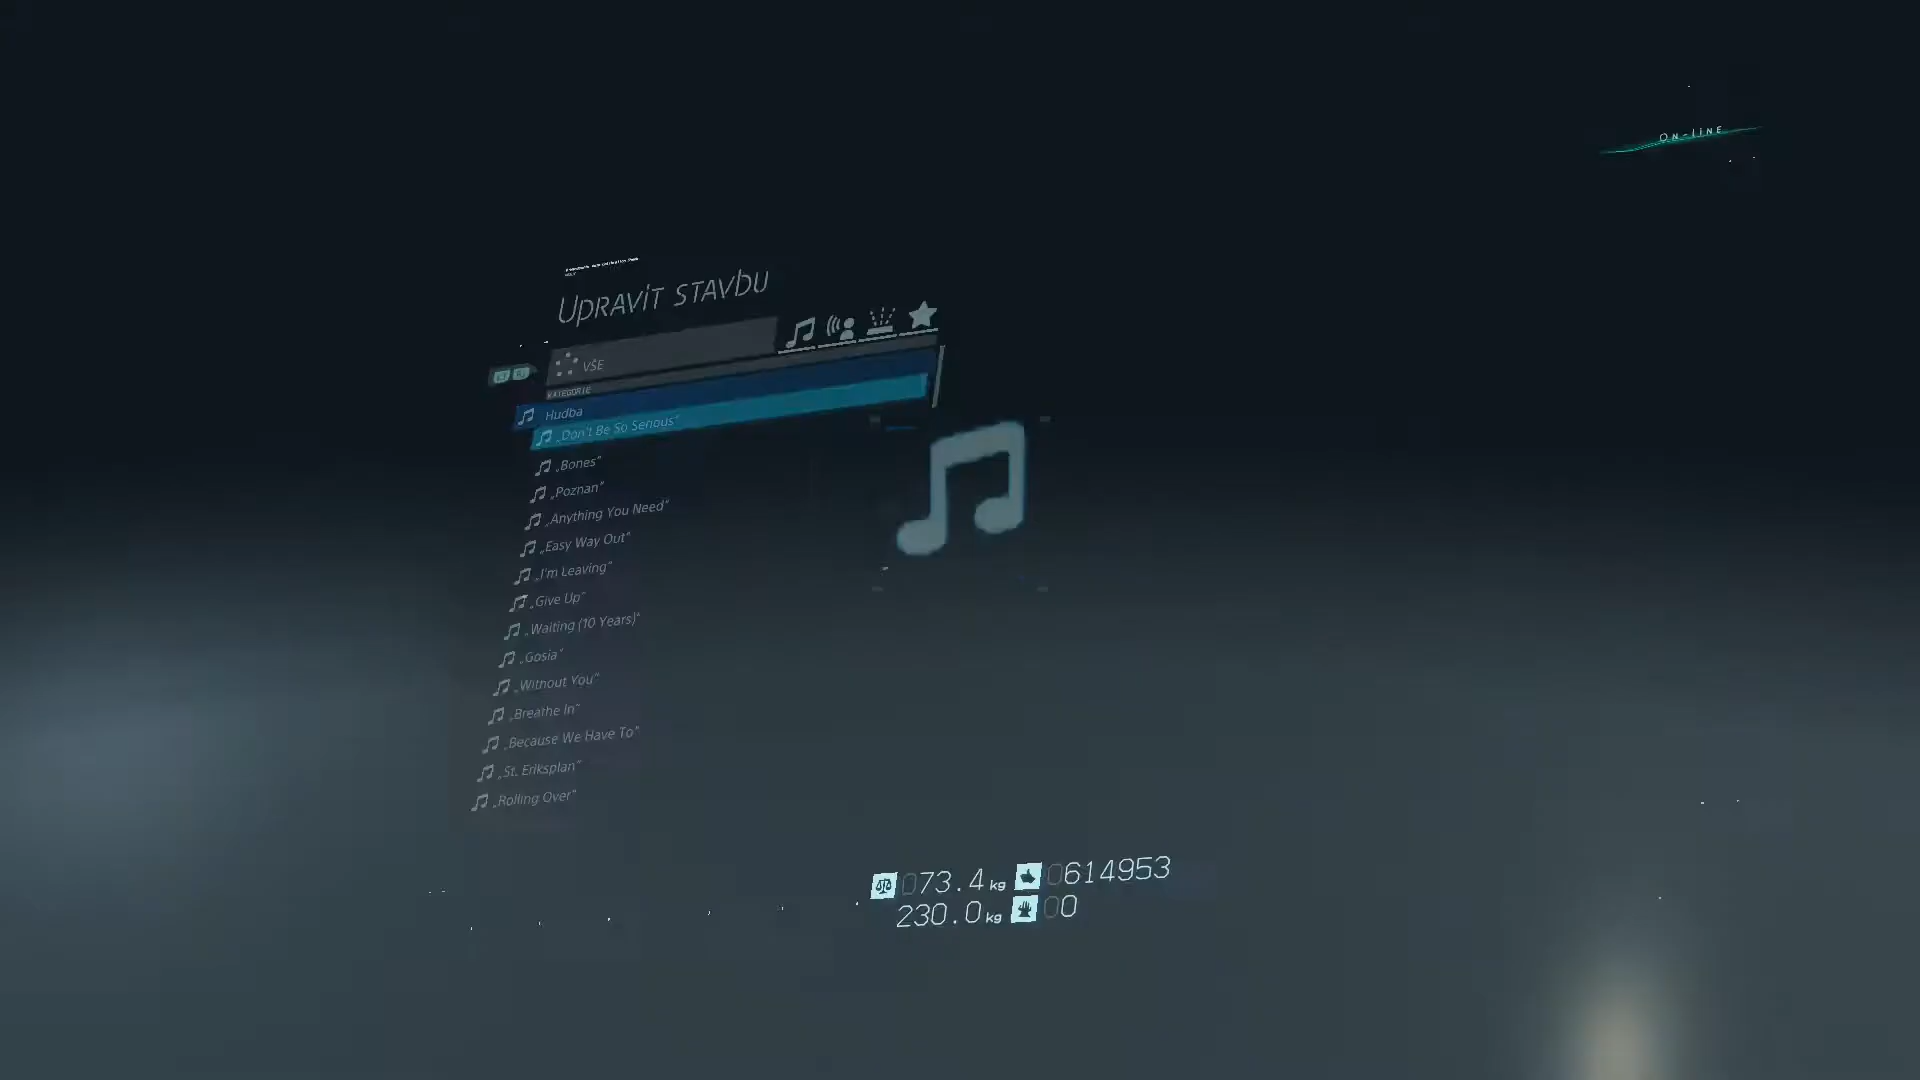 ON-LINE
UPRAVIT STAVBU
VŠE
KATEGORIE
Hudba
„Don't Be So Serious“
„Bones“
„Poznan“
„Anything You Need“
„Easy Way Out“
„I'm Leaving“
„Give Up“
„Waiting (10 Years)“
„Gosia“
„Without You“
„Breathe In“
„Because We Have To“
„St. Eriksplan“
„Rolling Over“
073.4 kg 0614953
230.0 kg 00